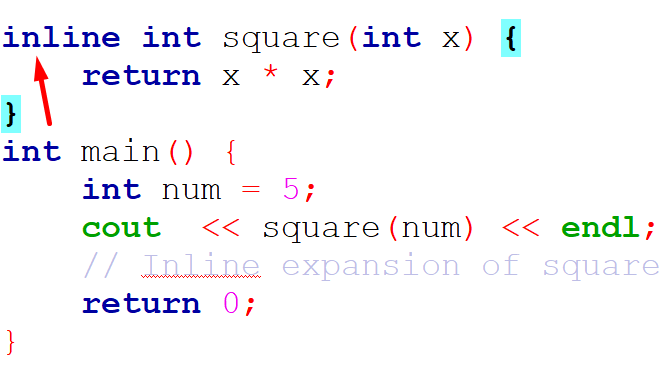 inline int square(int x) {
    return x * x;
}
int main() {
    int num = 5;
    cout  << square(num) << endl;
    // Inline expansion of square
    return 0;
}